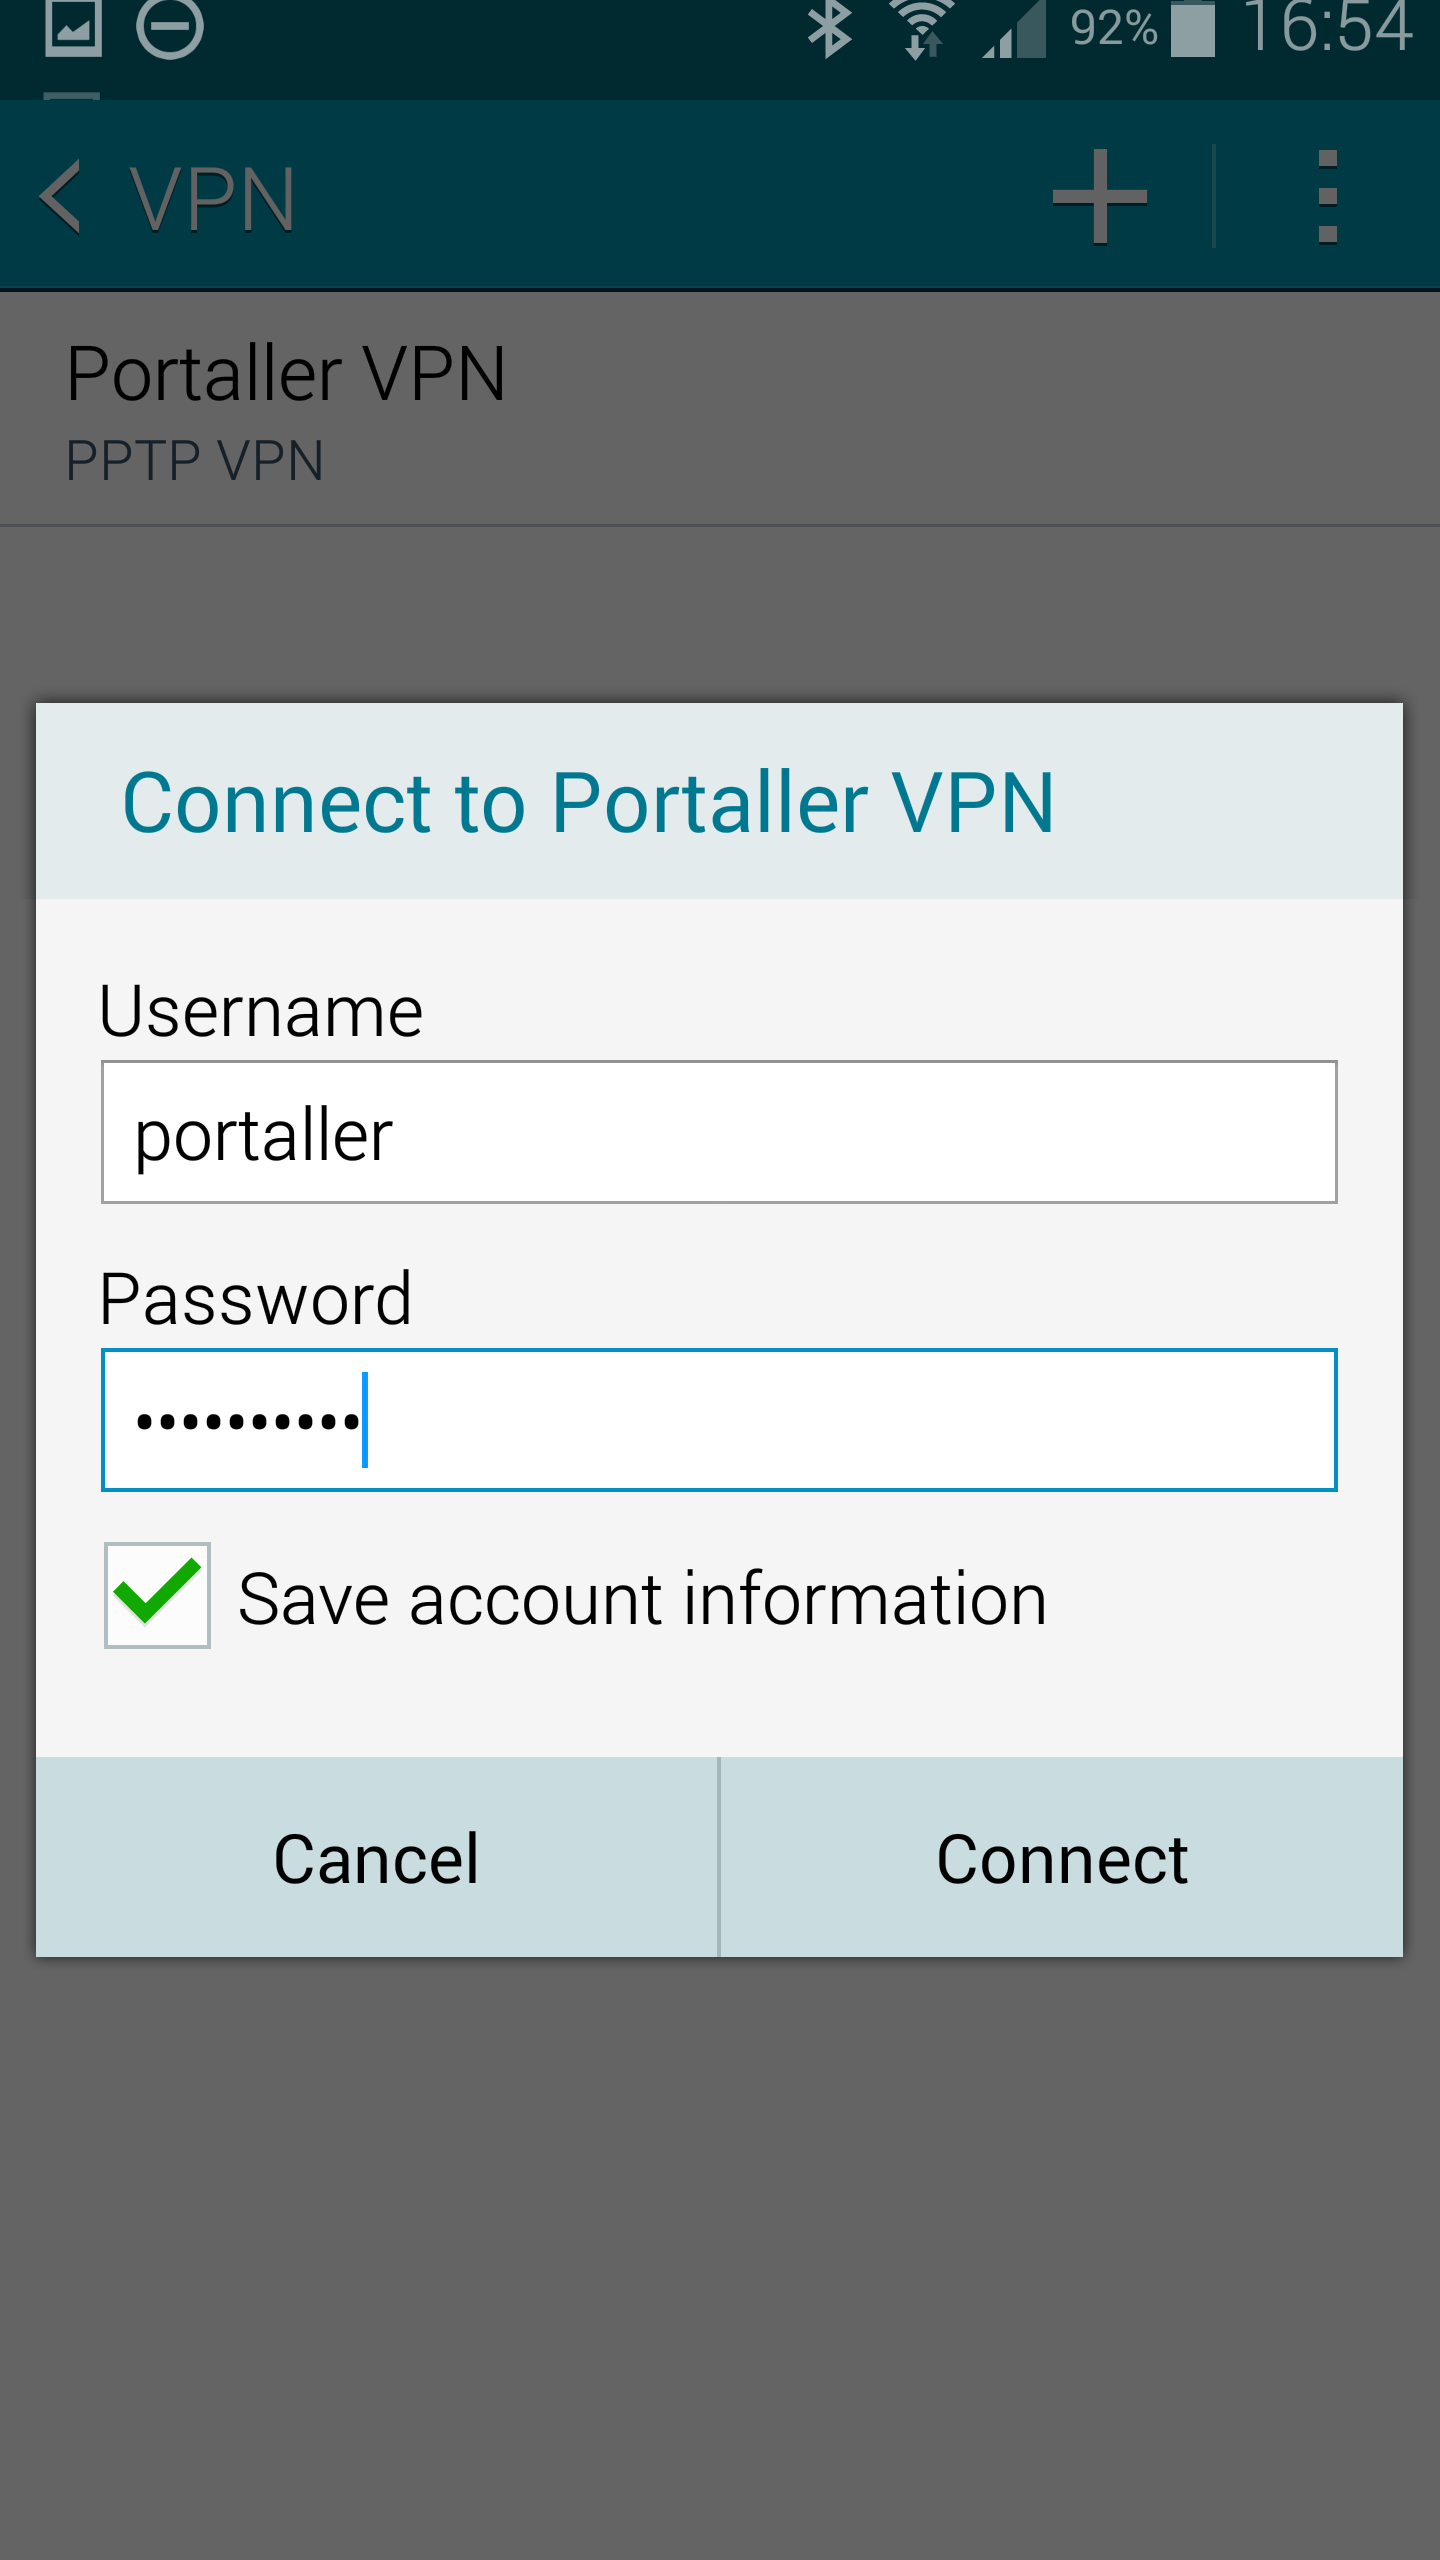 92% 16:54
VPN
Portaller VPN
PPTP VPN
Connect to Portaller VPN
Username
portaller
Password
••••••••••
Save account information
Cancel Connect